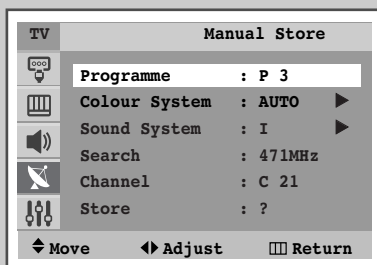 TV Manual Store
Programme : P 3
Colour System : AUTO
Sound System : I
Search : 471MHz
Channel : C 21
Store : ?
Move Adjust Return